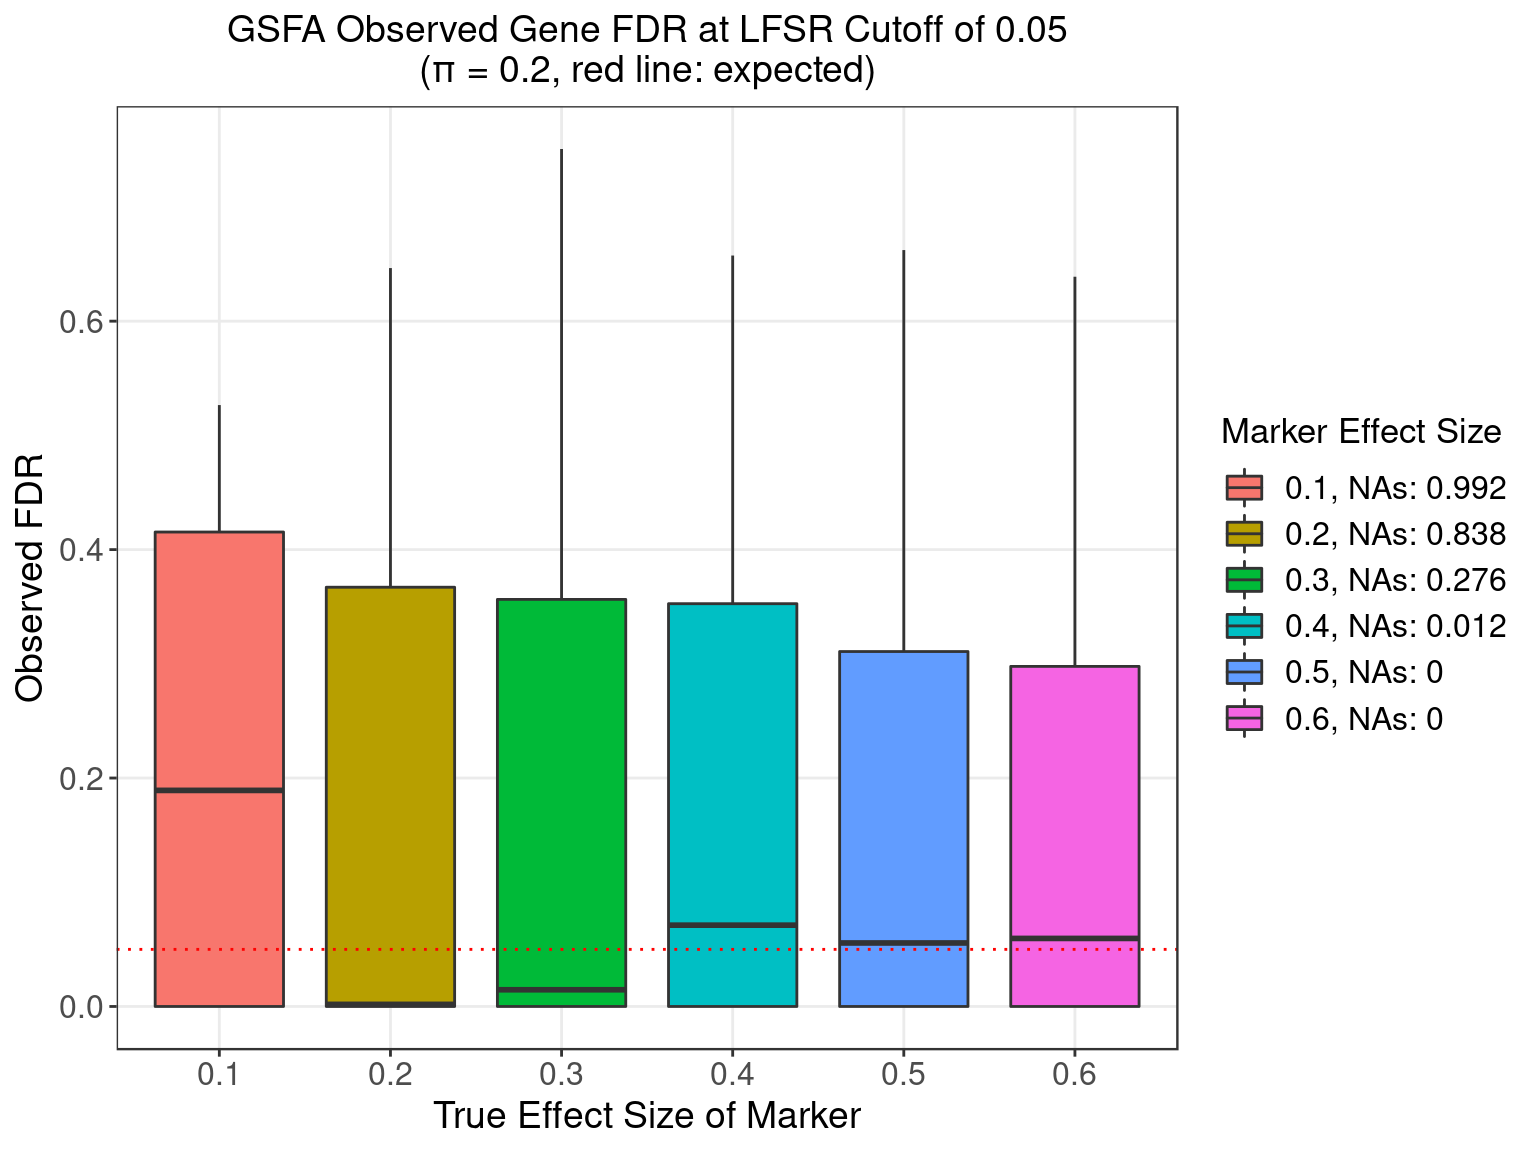 GSFA Observed Gene FDR at LFSR Cutoff of 0.05
(π = 0.2, red line: expected)
Observed FDR
0.6
0.4
0.2
0.0
0.1
0.2
0.3
0.4
0.5
0.6
True Effect Size of Marker
Marker Effect Size
0.1, NAs: 0.992
0.2, NAs: 0.838
0.3, NAs: 0.276
0.4, NAs: 0.012
0.5, NAs: 0
0.6, NAs: 0